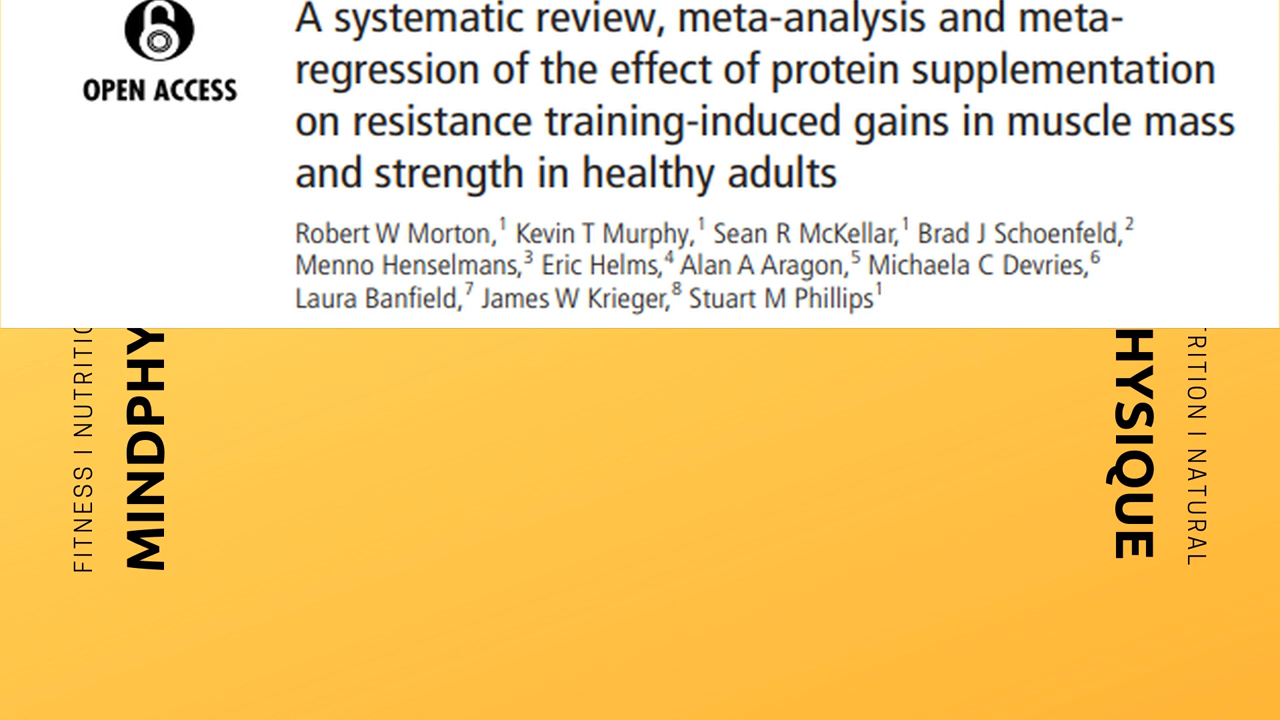 OPEN ACCESS
A systematic review, meta-analysis and meta-
regression of the effect of protein supplementation
on resistance training-induced gains in muscle mass
and strength in healthy adults
Robert W Morton,1 Kevin T Murphy,1 Sean R McKellar,1 Brad J Schoenfeld,2
Menno Henselmans,3 Eric Helms,4 Alan A Aragon,5 Michaela C Devries,6
Laura Banfield,7 James W Krieger,8 Stuart M Phillips1
FITNESS I NUTRITIO
MINDPHY
HYSIQUE
TRITION I NATURAL